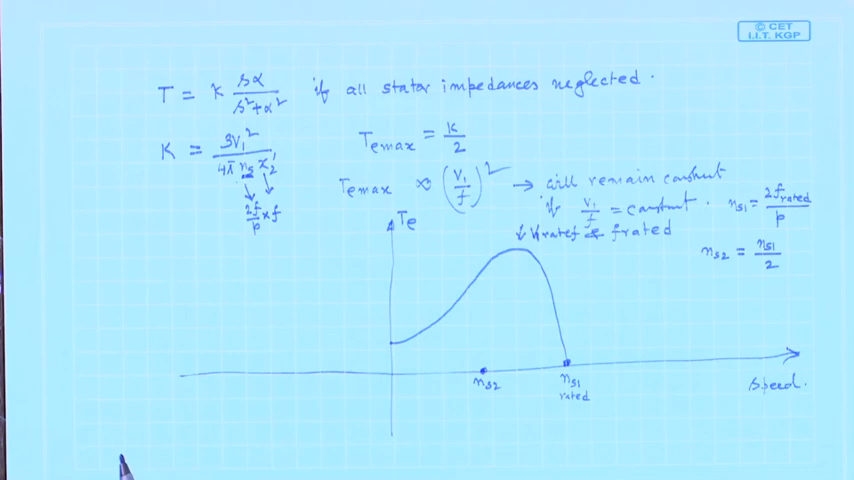 © CET
I.I.T. KGP
T = K sα / s² + α² if all stator impedances neglected.
K = 3V₁² / 4π n_s x₂′
T_emax = K / 2
2f / p × f
T_emax ∝ (V₁ / f)² → will remain constant
if V₁ / f = constant.
n_s1 = 2f_rated / p
frated
n_s2 = n_s1 / 2
Te
n_s2
n_s1
rated
speed.